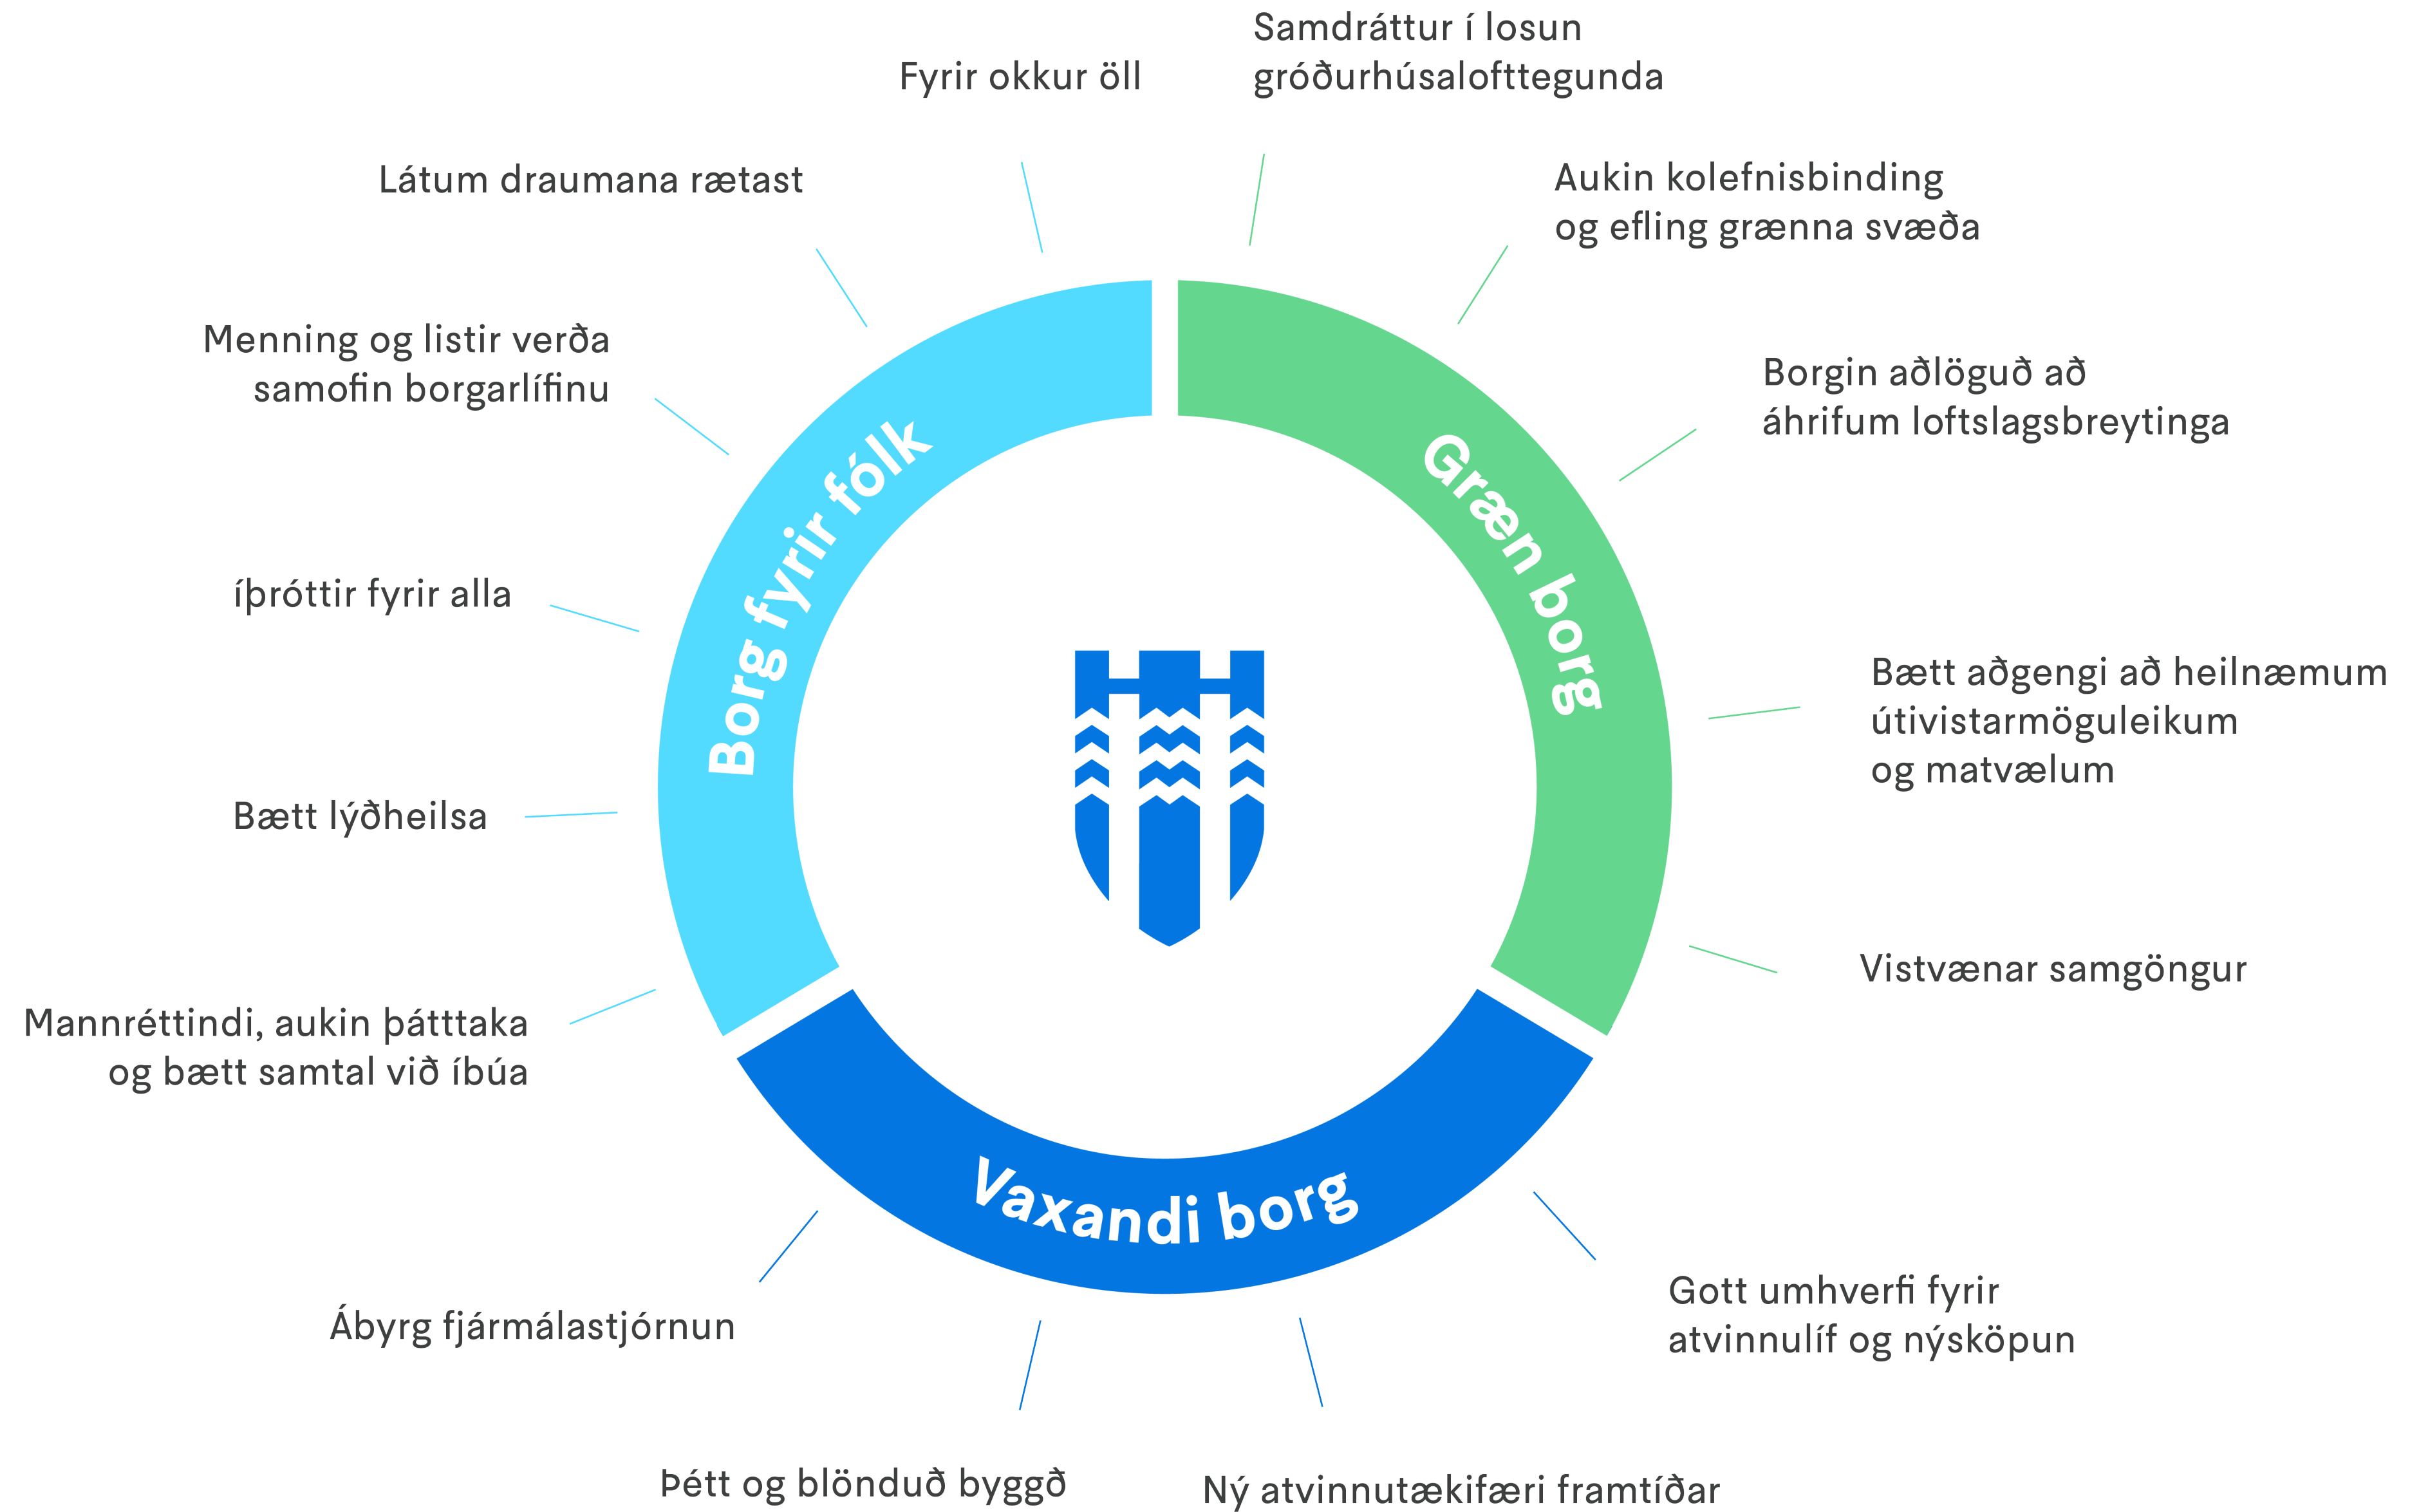 Fyrir okkur öll
Samdráttur í losun
gróðurhúsalofttegunda
Aukin kolefnisbinding
og efling grænna svæða
Borgin aðlöguð að
áhrifum loftslagsbreytinga
Bætt aðgengi að heilnæmum
útivistarmöguleikum
og matvælum
Vistvænar samgöngur
Gott umhverfi fyrir
atvinnulíf og nýsköpun
Ný atvinnutækifæri framtíðar
Þétt og blönduð byggð
Ábyrg fjármálastjórnun
Mannréttindi, aukin þátttaka
og bætt samtal við íbúa
Bætt lýðheilsa
íþróttir fyrir alla
Menning og listir verða
samofin borgarlífinu
Látum draumana rætast
Borg fyrir fólk
Græn borg
Vaxandi borg